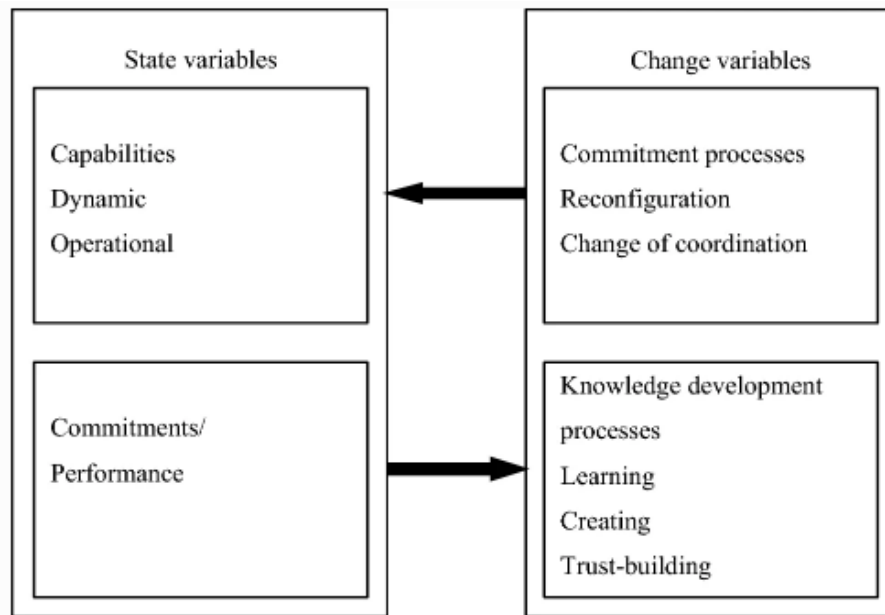 State variables
Capabilities
Dynamic
Operational
Commitments/
Performance
Change variables
Commitment processes
Reconfiguration
Change of coordination
Knowledge development
processes
Learning
Creating
Trust-building